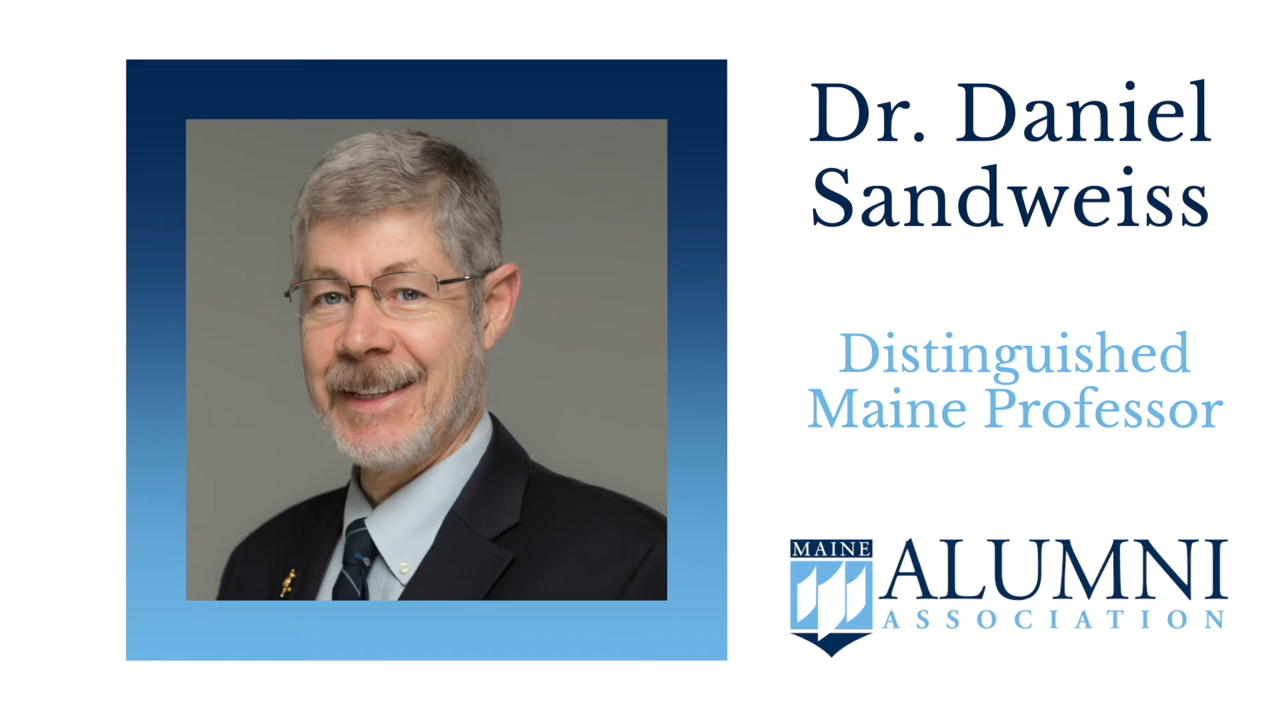 Dr. Daniel
Sandweiss
Distinguished
Maine Professor
MAINE
ALUMNI
ASSOCIATION